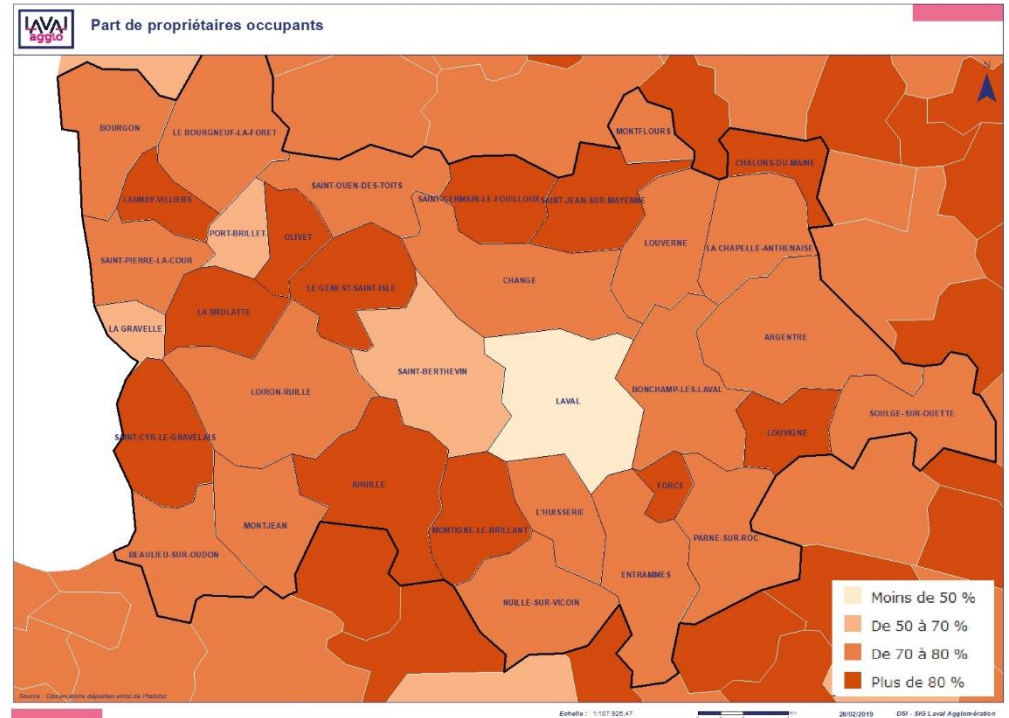 LAVAL
agglo
Part de propriétaires occupants
N
BOURGON
LE BOURGNEUF-LA-FORET
MONTFLOURS
CHALONS-DU-MAINE
LAUNAY-VILLIERS
SAINT-OUEN-DES-TOITS
SAINT-GERMAIN-LE-FOUILLOUX
SAINT-JEAN-SUR-MAYENNE
PORT-BRILLET
OLIVET
LOUVERNE
LA CHAPELLE-ANTHENAISE
SAINT-PIERRE-LA-COUR
CHANGE
LE GENEST-SAINT-ISLE
LA BRULATTE
LA GRAVELLE
ARGENTRE
SAINT-BERTHEVIN
LOIRON-RUILLE
BONCHAMP-LES-LAVAL
LAVAL
SOULGE-SUR-OUETTE
SAINT-CYR-LE-GRAVELAIS
LOUVIGNE
AHUILLE
FORCE
L'HUISSERIE
MONTJEAN
MONTIGNE-LE-BRILLANT
PARNE-SUR-ROC
BEAULIEU-SUR-OUDON
ENTRAMMES
NUILLE-SUR-VICOIN
Moins de 50 %
De 50 à 70 %
De 70 à 80 %
Plus de 80 %
Source : Observatoire départemental de l'habitat
Echelle : 1:107 926,47
28/02/2019
DSI - SIG Laval Agglomération